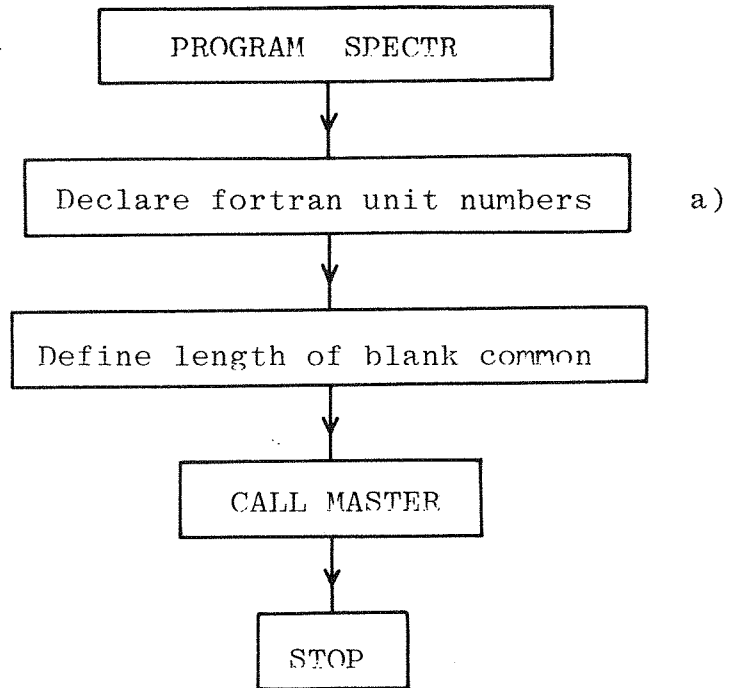 PROGRAM SPECTR
Declare fortran unit numbers a)
Define length of blank common
CALL MASTER
STOP